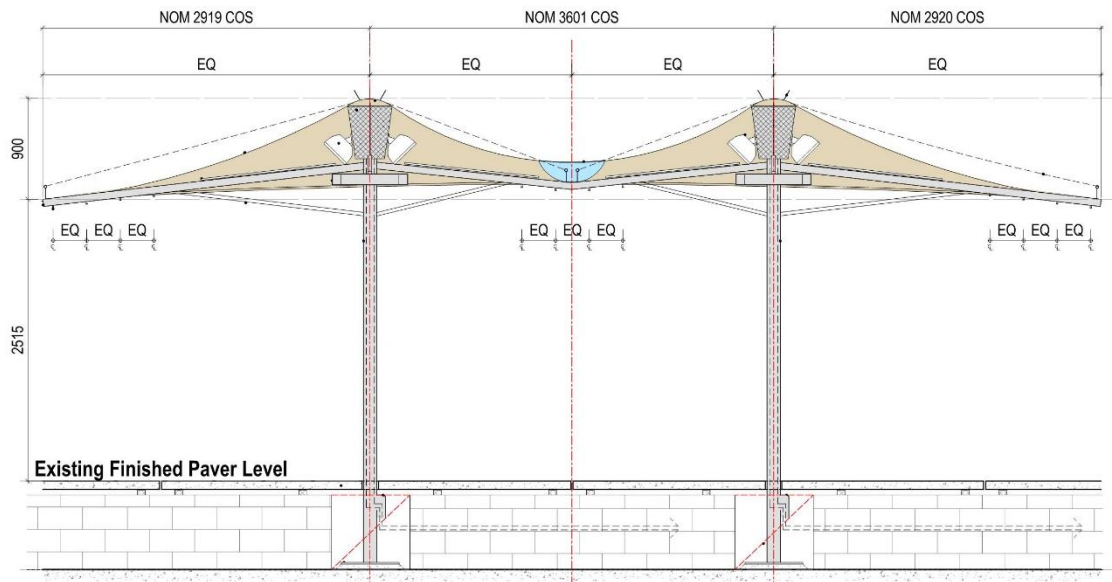 NOM 2919 COS
NOM 3601 COS
NOM 2920 COS
EQ
EQ
EQ
EQ
900
EQ
EQ
EQ
EQ
EQ
EQ
EQ
EQ
EQ
2515
Existing Finished Paver Level